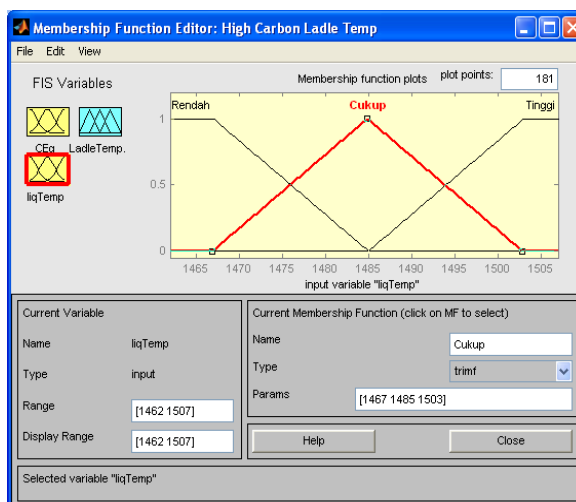 Membership Function Editor: High Carbon Ladle Temp
File Edit View
FIS Variables
Membership function plots plot points: 181
Rendah Cukup Tinggi
CEq LadleTemp.
liqTemp
1
0.5
0
1465 1470 1475 1480 1485 1490 1495 1500 1505
input variable "liqTemp"
Current Variable
Name liqTemp
Type input
Range [1462 1507]
Display Range [1462 1507]
Current Membership Function (click on MF to select)
Name Cukup
Type trimf
Params [1467 1485 1503]
Help Close
Selected variable "liqTemp"